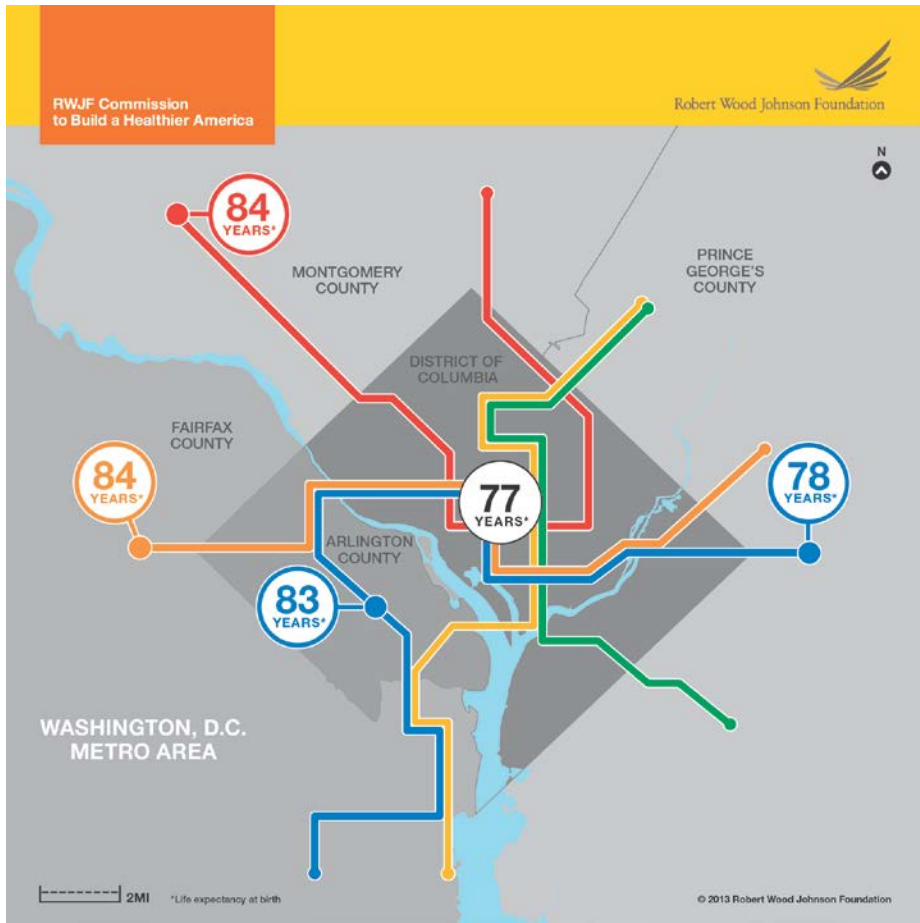 RWJF Commission
to Build a Healthier America
Robert Wood Johnson Foundation
N
84
YEARS*
MONTGOMERY
COUNTY
PRINCE
GEORGE'S
COUNTY
DISTRICT OF
COLUMBIA
FAIRFAX
COUNTY
84
YEARS*
77
YEARS*
78
YEARS*
ARLINGTON
COUNTY
83
YEARS*
WASHINGTON, D.C.
METRO AREA
2MI
*Life expectancy at birth
© 2013 Robert Wood Johnson Foundation